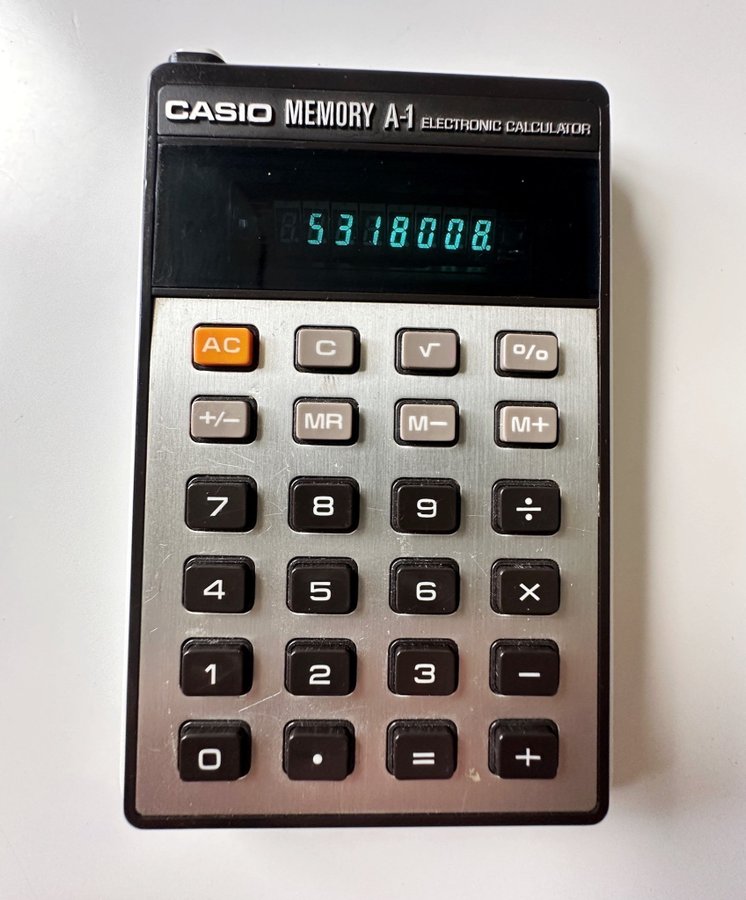 CASIO MEMORY A-1 ELECTRONIC CALCULATOR
5318008.
AC C √ %
+/− MR M− M+
7 8 9 ÷
4 5 6 ×
1 2 3 −
0 . = +